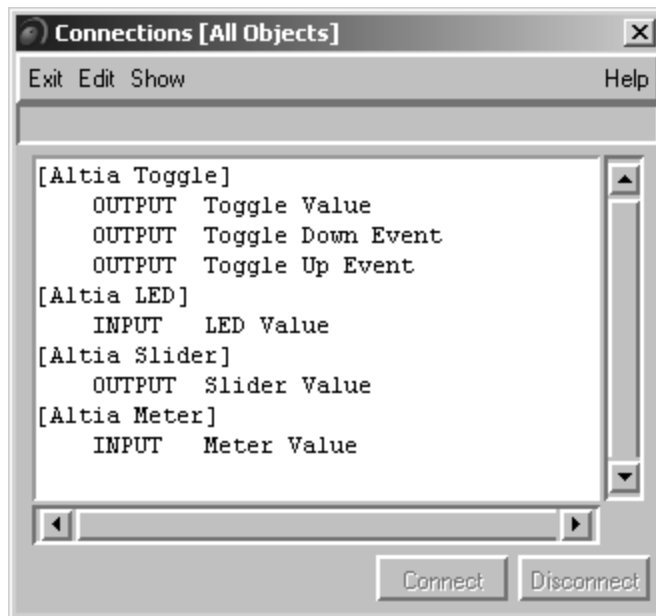 Connections [All Objects]
Exit Edit Show Help
[Altia Toggle]
OUTPUT Toggle Value
OUTPUT Toggle Down Event
OUTPUT Toggle Up Event
[Altia LED]
INPUT LED Value
[Altia Slider]
OUTPUT Slider Value
[Altia Meter]
INPUT Meter Value
Connect Disconnect